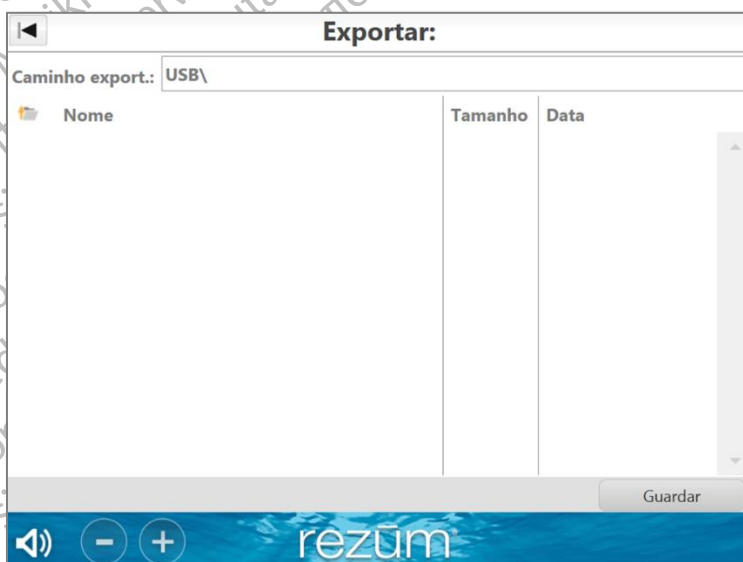 Exportar:
Caminho export.: USB\
Nome Tamanho Data
Guardar
rezūm